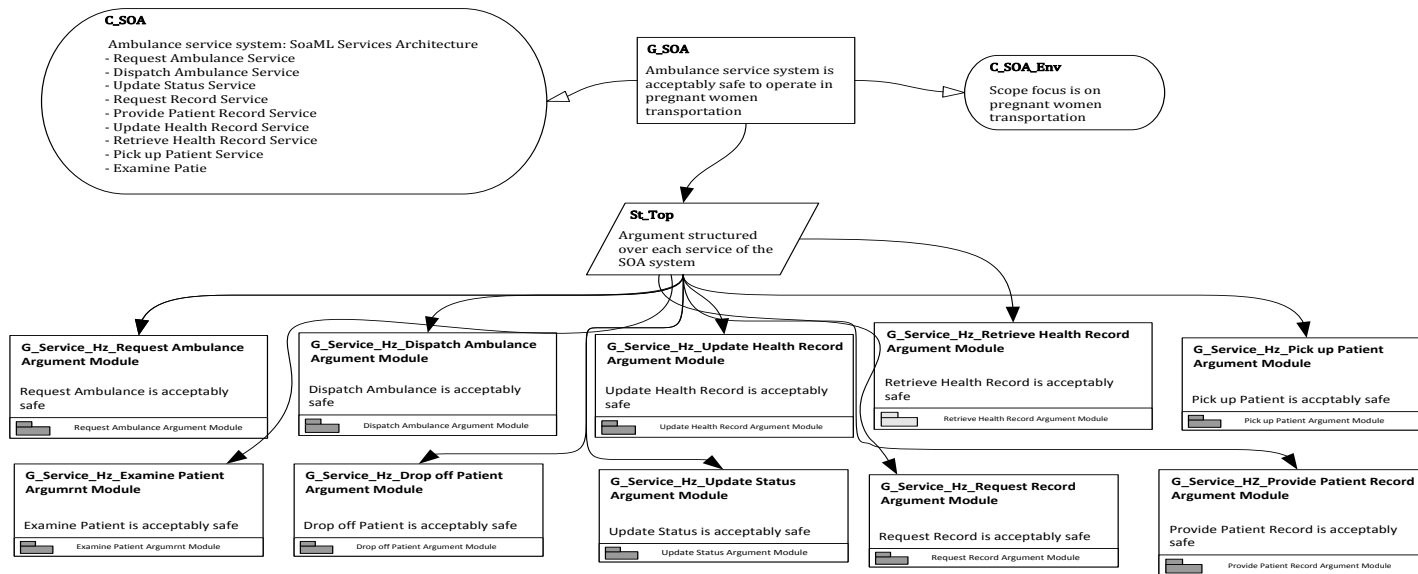 C_SOA
Ambulance service system: SoaML Services Architecture
- Request Ambulance Service
- Dispatch Ambulance Service
- Update Status Service
- Request Record Service
- Provide Patient Record Service
- Update Health Record Service
- Retrieve Health Record Service
- Pick up Patient Service
- Examine Patie
G_SOA
Ambulance service system is
acceptably safe to operate in
pregnant women
transportation
C_SOA_Env
Scope focus is on
pregnant women
transportation
St_Top
Argument structured
over each service of the
SOA system
G_Service_Hz_Request Ambulance
Argument Module
Request Ambulance is acceptably
safe
Request Ambulance Argument Module
G_Service_Hz_Dispatch Ambulance
Argument Module
Dispatch Ambulance is acceptably
safe
Dispatch Ambulance Argument Module
G_Service_Hz_Update Health Record
Argument Module
Update Health Record is acceptably
safe
Update Health Record Argument Module
G_Service_Hz_Retrieve Health Record
Argument Module
Retrieve Health Record is acceptably
safe
Retrieve Health Record Argument Module
G_Service_Hz_Pick up Patient
Argument Module
Pick up Patient is accptably safe
Pick up Patient Argument Module
G_Service_Hz_Examine Patient
Argumrnt Module
Examine Patient is acceptably safe
Examine Patient Argumrnt Module
G_Service_Hz_Drop off Patient
Argument Module
Drop off Patient is acceptably safe
Drop off Patient Argument Module
G_Service_Hz_Update Status
Argument Module
Update Status is acceptably safe
Update Status Argument Module
G_Service_Hz_Request Record
Argument Module
Request Record is acceptably safe
Request Record Argument Module
G_Service_HZ_Provide Patient Record
Argument Module
Provide Patient Record is acceptably
safe
Provide Patient Record Argument Module